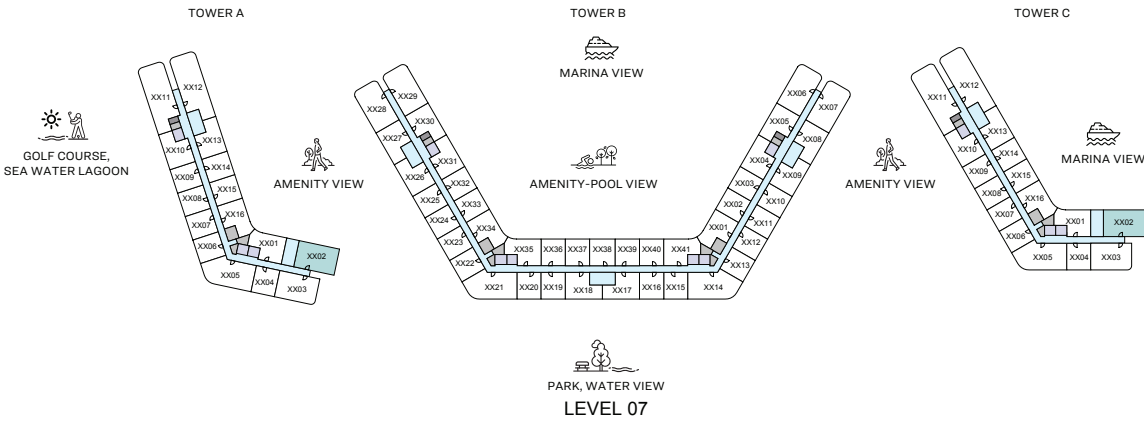 TOWER A
TOWER B
TOWER C
MARINA VIEW
GOLF COURSE,
SEA WATER LAGOON
AMENITY VIEW
AMENITY-POOL VIEW
AMENITY VIEW
MARINA VIEW
XX11
XX12
XX10
XX13
XX09
XX14
XX08
XX15
XX07
XX16
XX06
XX01
XX02
XX05
XX04
XX03
XX28
XX29
XX27
XX30
XX26
XX31
XX25
XX32
XX24
XX33
XX23
XX34
XX22
XX35
XX36
XX37
XX38
XX39
XX40
XX41
XX21
XX20
XX19
XX18
XX17
XX16
XX15
XX14
XX06
XX07
XX05
XX08
XX04
XX09
XX03
XX10
XX02
XX11
XX01
XX12
XX13
XX11
XX12
XX10
XX13
XX09
XX14
XX08
XX15
XX07
XX16
XX06
XX01
XX02
XX05
XX04
XX03
PARK, WATER VIEW
LEVEL 07